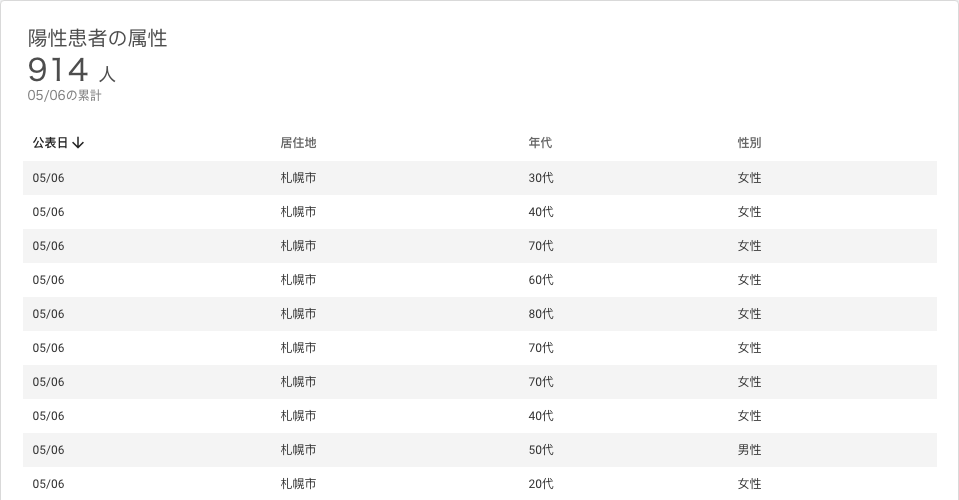 陽性患者の属性
914 人
05/06の累計
公表日 居住地 年代 性別
05/06 札幌市 30代 女性
05/06 札幌市 40代 女性
05/06 札幌市 70代 女性
05/06 札幌市 60代 女性
05/06 札幌市 80代 女性
05/06 札幌市 70代 女性
05/06 札幌市 70代 女性
05/06 札幌市 40代 女性
05/06 札幌市 50代 男性
05/06 札幌市 20代 女性